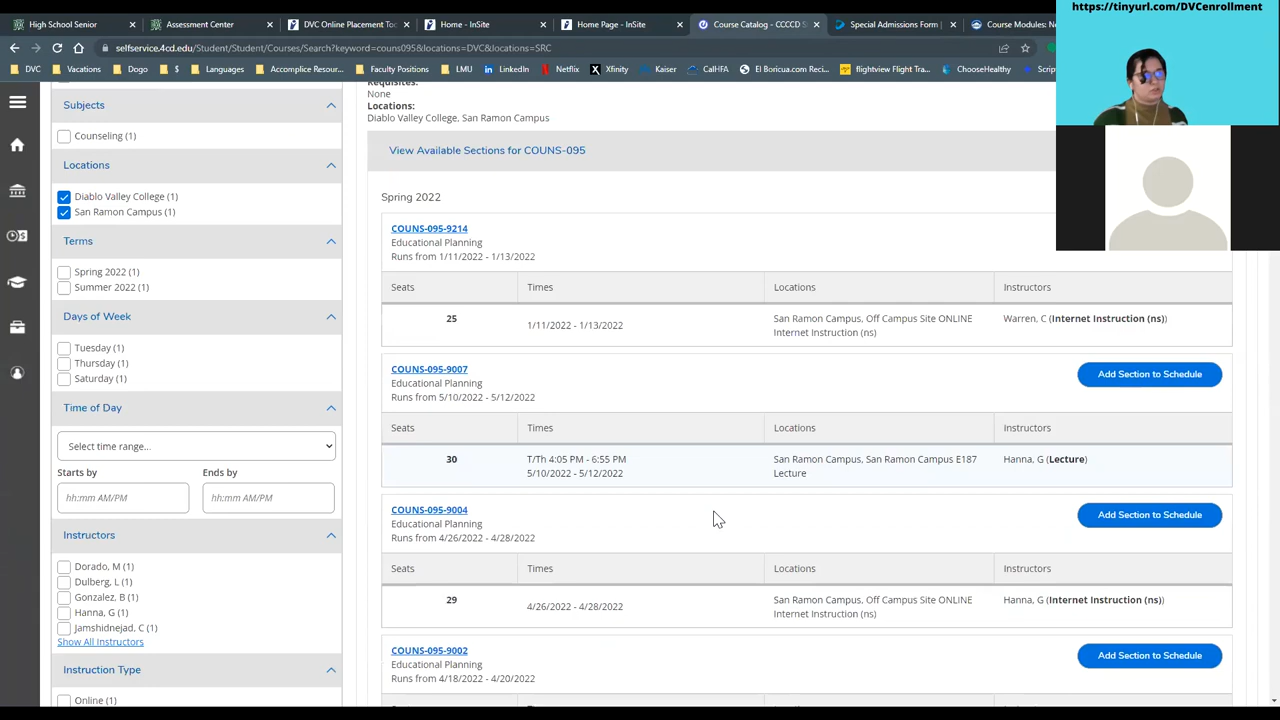 https://tinyurl.com/DVCenrollment
High School Senior
Assessment Center
DVC Online Placement Too
Home - InSite
Home Page - InSite
Course Catalog - CCCCD S
Special Admissions Form |
Course Modules: Ne
selfservice.4cd.edu/Student/Student/Courses/Search?keyword=couns095&locations=DVC&locations=SRC
DVC
Vacations
Dogo
$
Languages
Accomplice Resour...
Faculty Positions
LMU
LinkedIn
Netflix
Xfinity
Kaiser
CalHFA
El Boricua.com Reci...
flightview Flight Tra...
ChooseHealthy
Scrip
Subjects
Counseling (1)
Locations
Diablo Valley College (1)
San Ramon Campus (1)
Terms
Spring 2022 (1)
Summer 2022 (1)
Days of Week
Tuesday (1)
Thursday (1)
Saturday (1)
Time of Day
Select time range...
Starts by
Ends by
hh:mm AM/PM
hh:mm AM/PM
Instructors
Dorado, M (1)
Dulberg, L (1)
Gonzalez, B (1)
Hanna, G (1)
Jamshidnejad, C (1)
Show All Instructors
Instruction Type
Online (1)
Requisites:
None
Locations:
Diablo Valley College, San Ramon Campus
View Available Sections for COUNS-095
Spring 2022
COUNS-095-9214
Educational Planning
Runs from 1/11/2022 - 1/13/2022
Seats Times Locations Instructors
25 1/11/2022 - 1/13/2022 San Ramon Campus, Off Campus Site ONLINE Warren, C (Internet Instruction (ns))
Internet Instruction (ns)
COUNS-095-9007
Add Section to Schedule
Educational Planning
Runs from 5/10/2022 - 5/12/2022
Seats Times Locations Instructors
30 T/Th 4:05 PM - 6:55 PM San Ramon Campus, San Ramon Campus E187 Hanna, G (Lecture)
5/10/2022 - 5/12/2022 Lecture
COUNS-095-9004
Add Section to Schedule
Educational Planning
Runs from 4/26/2022 - 4/28/2022
Seats Times Locations Instructors
29 4/26/2022 - 4/28/2022 San Ramon Campus, Off Campus Site ONLINE Hanna, G (Internet Instruction (ns))
Internet Instruction (ns)
COUNS-095-9002
Add Section to Schedule
Educational Planning
Runs from 4/18/2022 - 4/20/2022